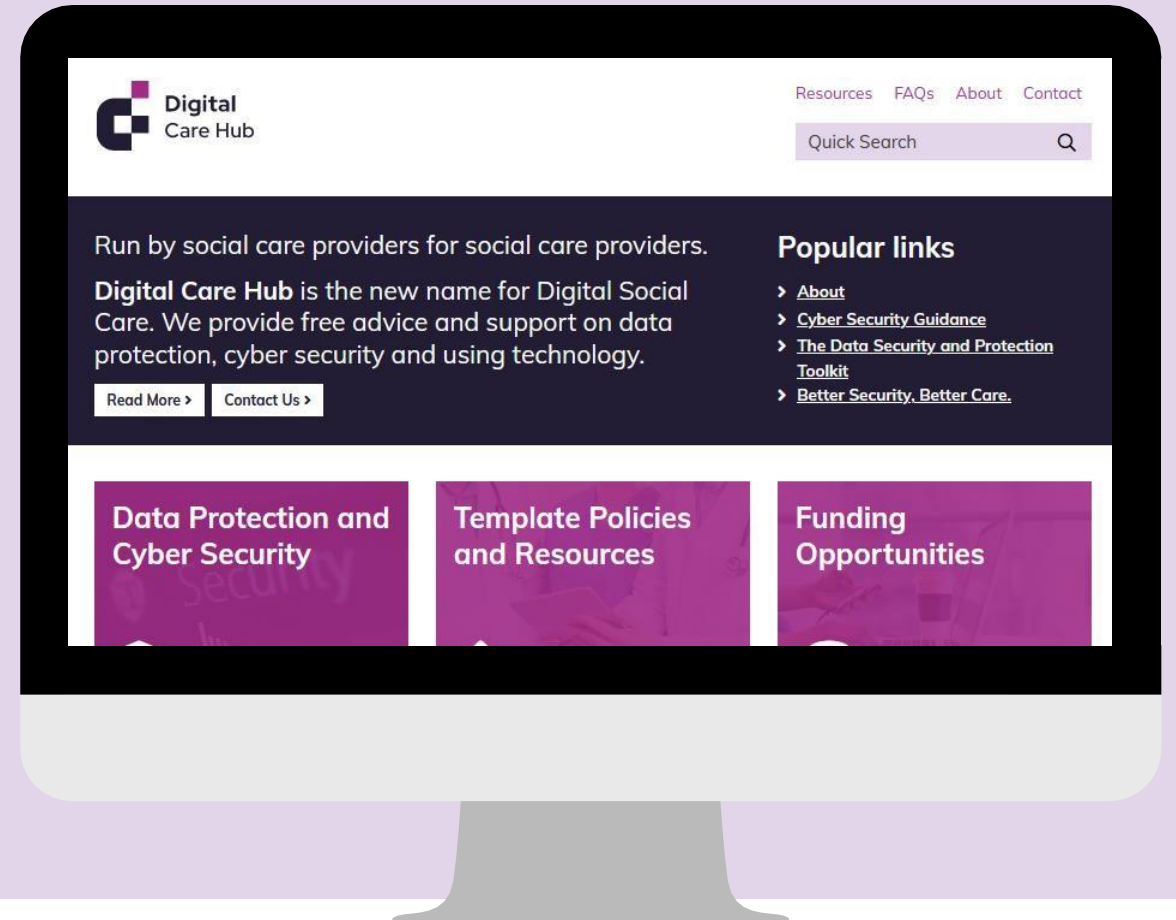 Digital
Care Hub
Resources FAQs About Contact
Quick Search
Run by social care providers for social care providers.
Digital Care Hub is the new name for Digital Social
Care. We provide free advice and support on data
protection, cyber security and using technology.
Read More >
Contact Us >
Popular links
> About
> Cyber Security Guidance
> The Data Security and Protection
Toolkit
> Better Security, Better Care.
Data Protection and
Cyber Security
Security
Template Policies
and Resources
Funding
Opportunities